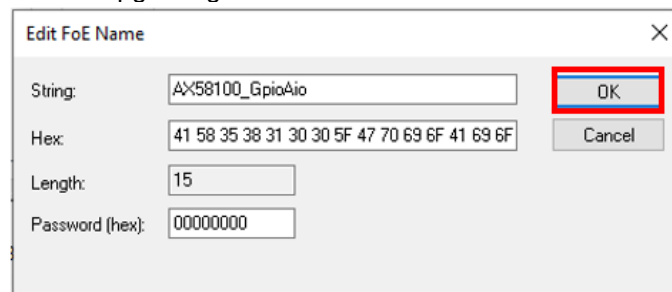 Edit FoE Name
String: AX58100_GpioAio OK
Hex: 41 58 35 38 31 30 30 5F 47 70 69 6F 41 69 6F Cancel
Length: 15
Password (hex): 00000000